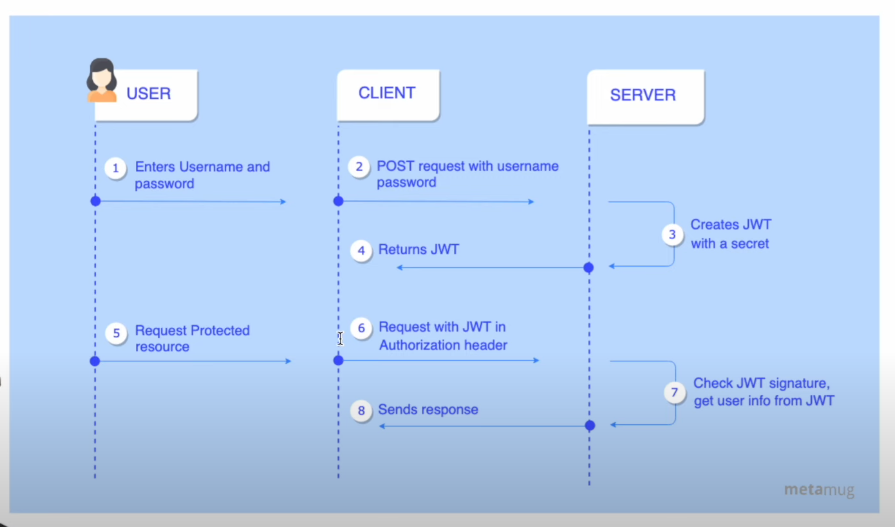 USER
CLIENT
SERVER
1
Enters Username and
password
2
POST request with username
password
3
Creates JWT
with a secret
4
Returns JWT
5
Request Protected
resource
6
Request with JWT in
Authorization header
7
Check JWT signature,
get user info from JWT
8
Sends response
metamug